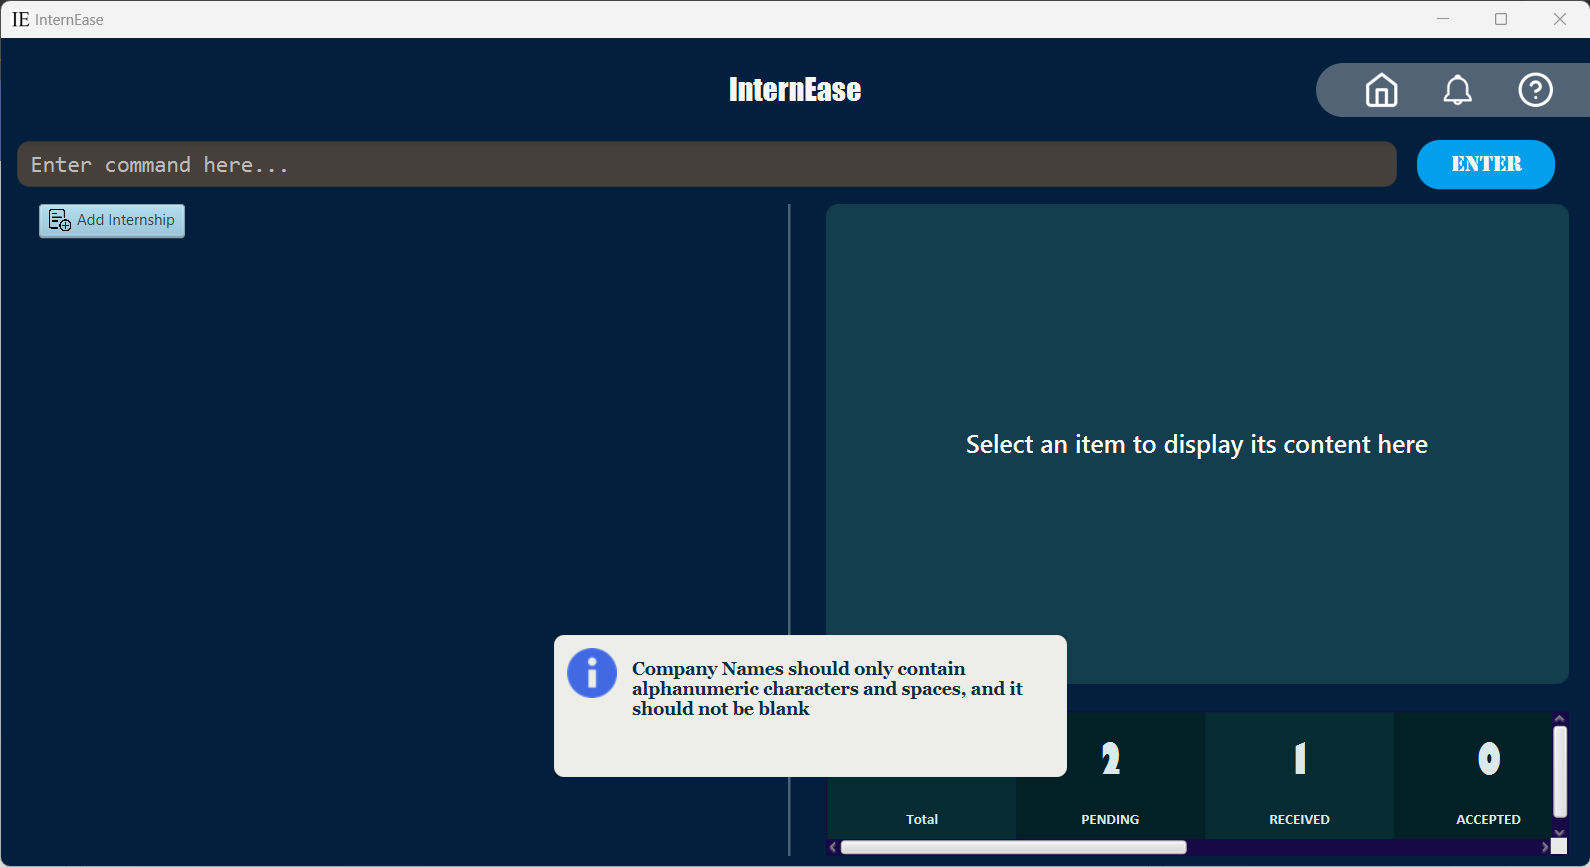 IE InternEase
InternEase
Enter command here...
ENTER
Add Internship
Select an item to display its content here
Company Names should only contain
alphanumeric characters and spaces, and it
should not be blank
2
1
0
Total
PENDING
RECEIVED
ACCEPTED